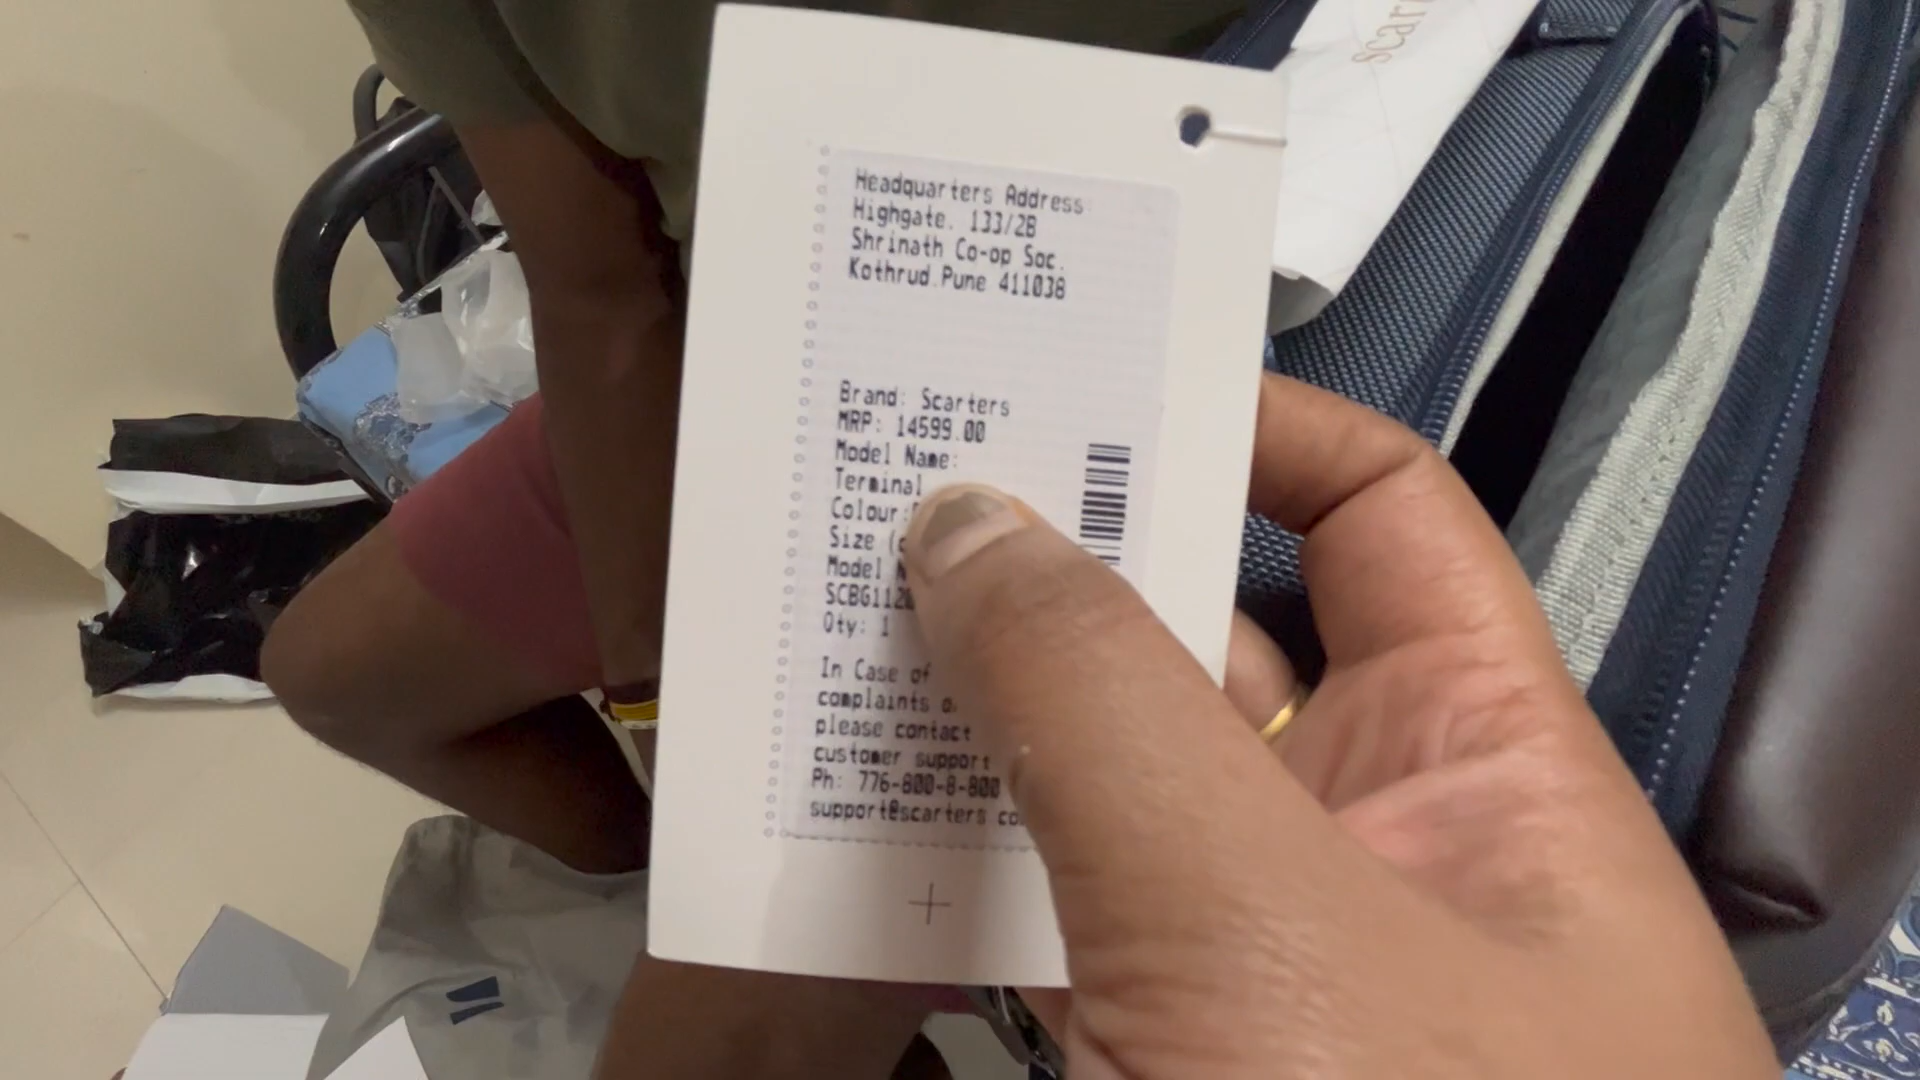 Headquarters Address
Highgate. 133/2B
Shrinath Co-op Soc.
Kothrud.Pune 411038
Brand: Scarters
MRP: 14599.00
Model Name:
Terminal
Colour:
Size
Model
SCBG112
Qty: 1
In Case of
complaints
please contact
customer support
Ph: 776-800-8-800
support@scarters
scar